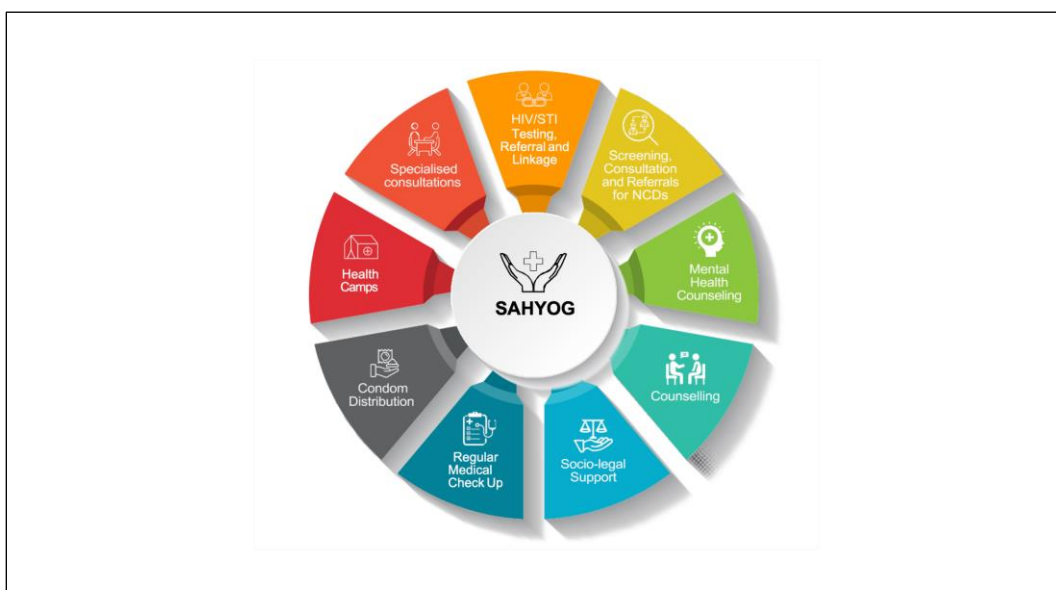 HIV/STI
Testing,
Referral and
Linkage
Screening,
Consultation
and Referrals
for NCDs
Mental
Health
Counseling
Counselling
Socio-legal
Support
Regular
Medical
Check Up
Condom
Distribution
Health
Camps
Specialised
consultations
SAHYOG